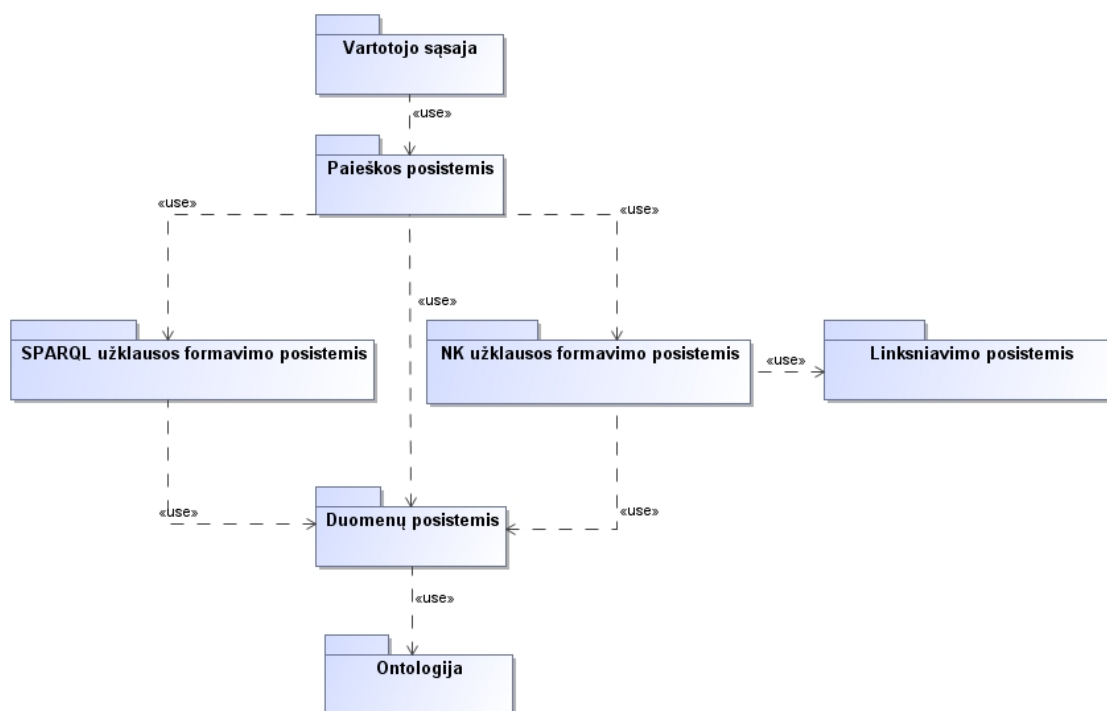 Vartotojo sąsaja
«use»
Paieškos posistemis
«use»
«use»
«use»
SPARQL užklausos formavimo posistemis
NK užklausos formavimo posistemis
«use»
Linksniavimo posistemis
«use»
Duomenų posistemis
«use»
«use»
Ontologija